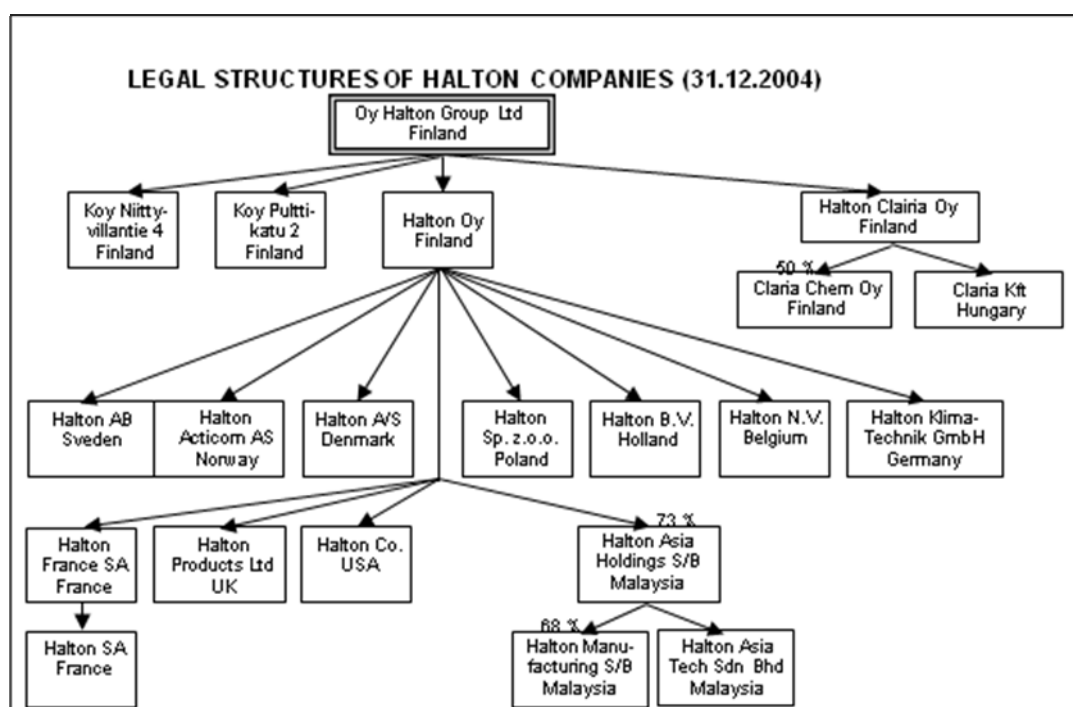 LEGAL STRUCTURES OF HALTON COMPANIES (31.12.2004)
Oy Halton Group Ltd
Finland
Koy Niitty-
villantie 4
Finland
Koy Pultti-
katu 2
Finland
Halton Oy
Finland
Halton Clairia Oy
Finland
50 %
Claria Chem Oy
Finland
Claria Kft
Hungary
Halton AB
Sveden
Halton
Acticom AS
Norway
Halton A/S
Denmark
Halton
Sp. z.o.o.
Poland
Halton B.V.
Holland
Halton N.V.
Belgium
Halton Klima-
Technik GmbH
Germany
Halton
France SA
France
Halton
Products Ltd
UK
Halton Co.
USA
73 %
Halton Asia
Holdings S/B
Malaysia
Halton SA
France
68 %
Halton Manu-
facturing S/B
Malaysia
Halton Asia
Tech Sdn Bhd
Malaysia